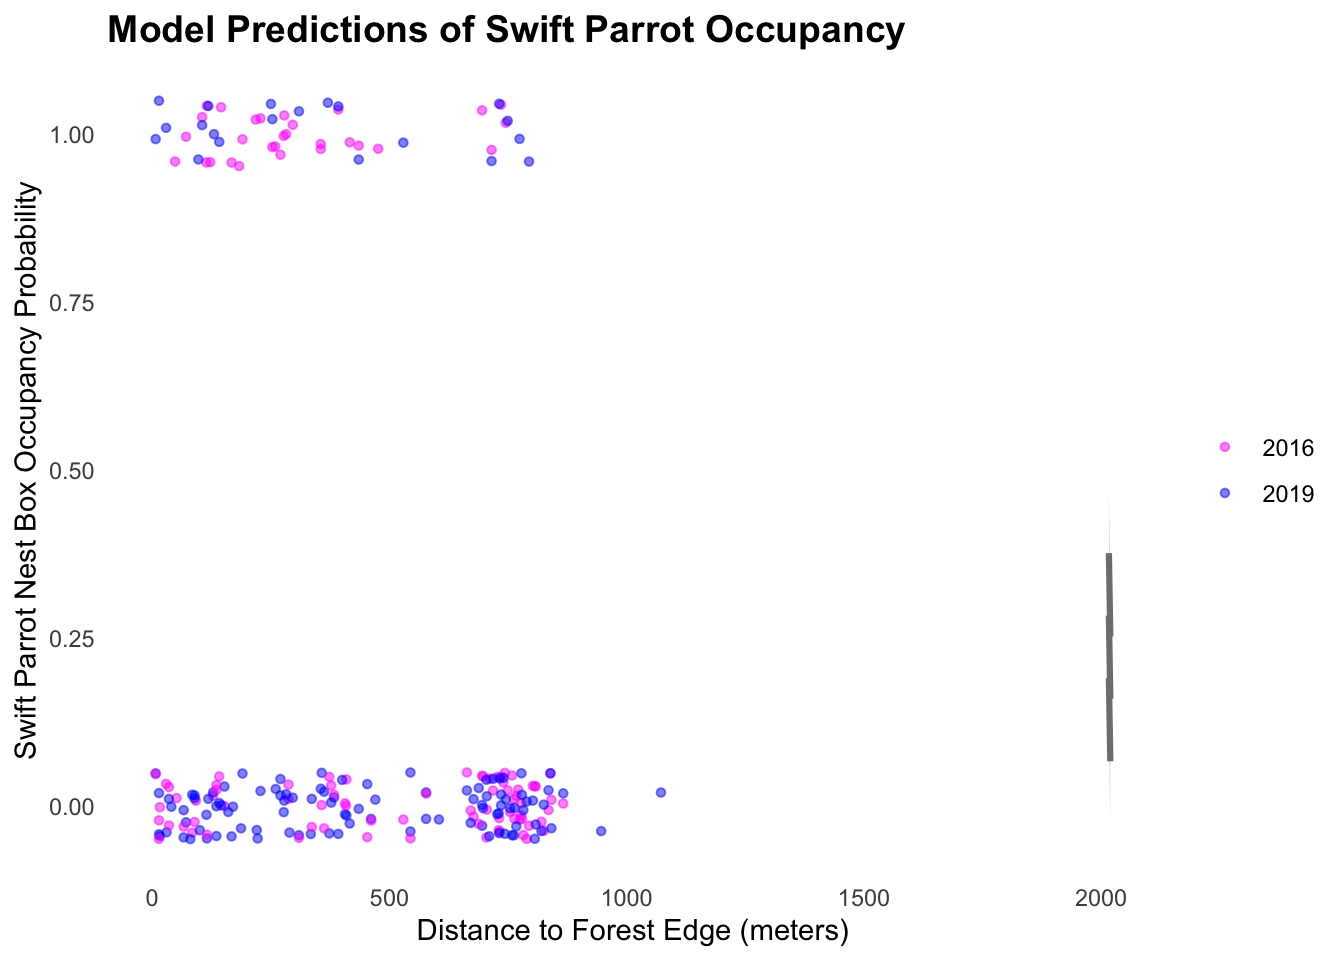 Model Predictions of Swift Parrot Occupancy
Swift Parrot Nest Box Occupancy Probability
1.00
0.75
0.50
0.25
0.00
2016
2019
0 500 1000 1500 2000
Distance to Forest Edge (meters)